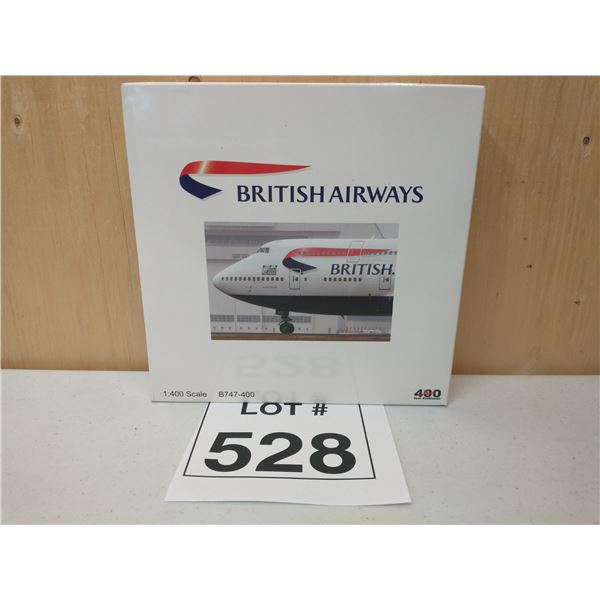 BRITISH AIRWAYS
BRITISH
1:400 Scale B747-400
400
LOT #
528